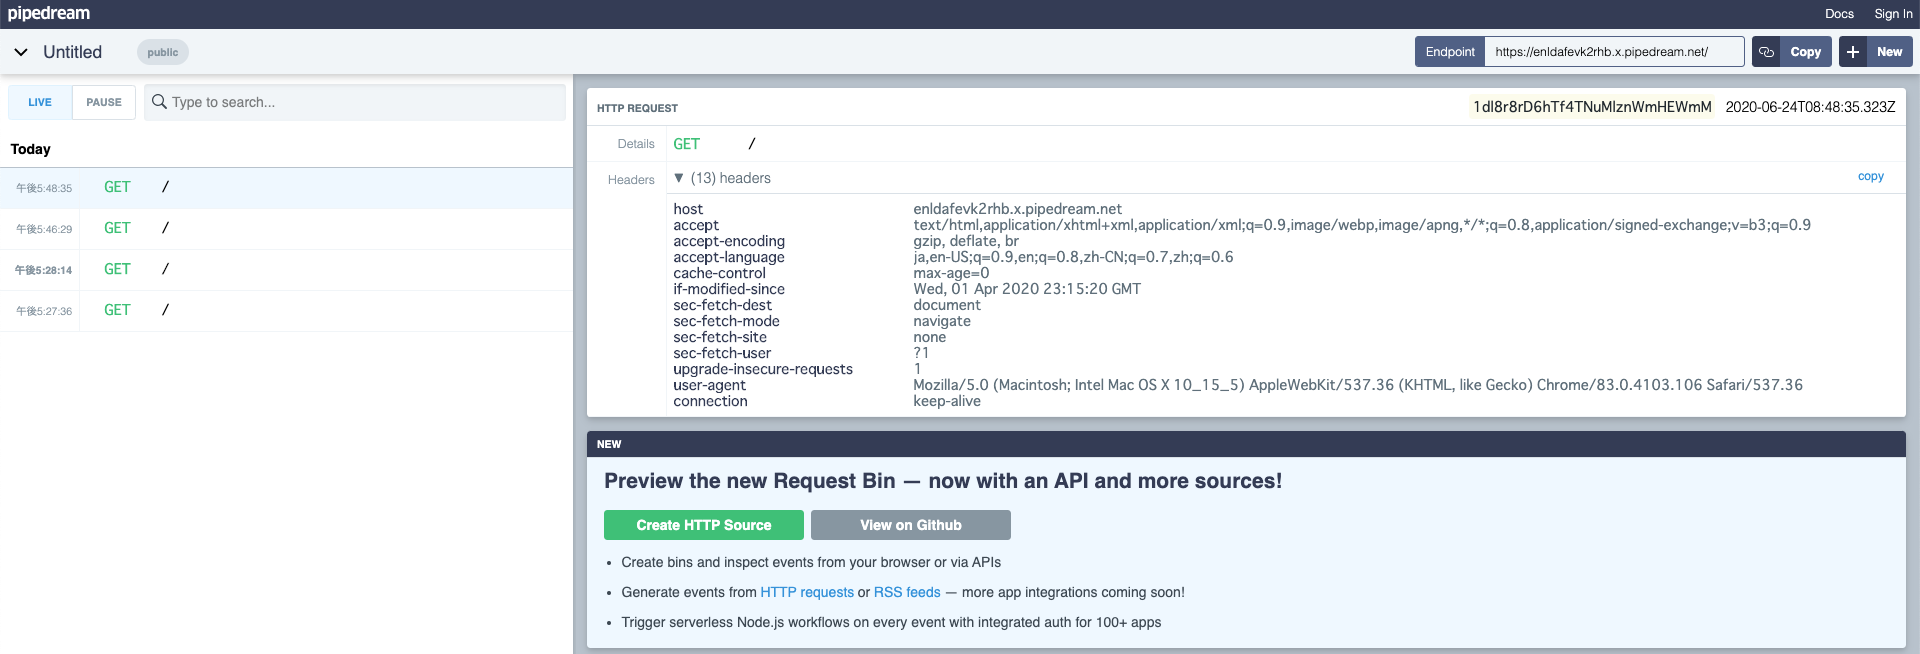 pipedream
Docs Sign In
Untitled public
Endpoint https://enldafevk2rhb.x.pipedream.net/ Copy New
LIVE PAUSE Type to search...
Today
午後5:48:35 GET /
午後5:46:29 GET /
午後5:28:14 GET /
午後5:27:36 GET /
HTTP REQUEST 1dl8r8rD6hTf4TNuMlznWmHEWmM 2020-06-24T08:48:35.323Z
Details GET /
Headers ▼ (13) headers copy
host enldafevk2rhb.x.pipedream.net
accept text/html,application/xhtml+xml,application/xml;q=0.9,image/webp,image/apng,*/*;q=0.8,application/signed-exchange;v=b3;q=0.9
accept-encoding gzip, deflate, br
accept-language ja,en-US;q=0.9,en;q=0.8,zh-CN;q=0.7,zh;q=0.6
cache-control max-age=0
if-modified-since Wed, 01 Apr 2020 23:15:20 GMT
sec-fetch-dest document
sec-fetch-mode navigate
sec-fetch-site none
sec-fetch-user ?1
upgrade-insecure-requests 1
user-agent Mozilla/5.0 (Macintosh; Intel Mac OS X 10_15_5) AppleWebKit/537.36 (KHTML, like Gecko) Chrome/83.0.4103.106 Safari/537.36
connection keep-alive
NEW
Preview the new Request Bin — now with an API and more sources!
Create HTTP Source View on Github
• Create bins and inspect events from your browser or via APIs
• Generate events from HTTP requests or RSS feeds — more app integrations coming soon!
• Trigger serverless Node.js workflows on every event with integrated auth for 100+ apps